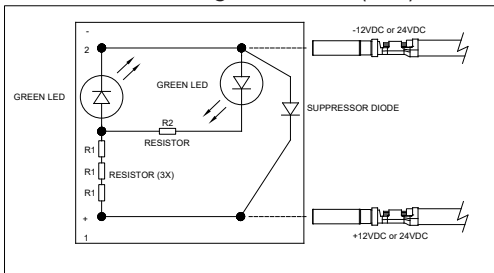 -
2
-12VDC or 24VDC
GREEN LED
GREEN LED
SUPPRESSOR DIODE
R2
RESISTOR
R1
R1
RESISTOR (3X)
R1
+
1
+12VDC or 24VDC